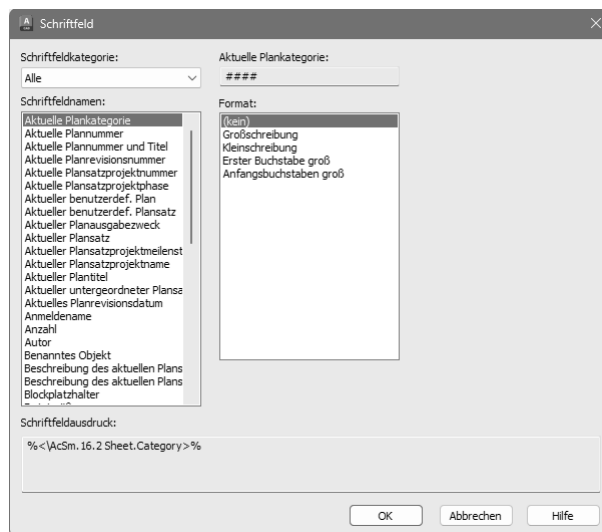 Schriftfeld
Schriftfeldkategorie:
Alle
Schriftfeldnamen:
Aktuelle Plankategorie
Aktuelle Plannummer
Aktuelle Plannummer und Titel
Aktuelle Planrevisionsnummer
Aktuelle Plansatzprojektnummer
Aktuelle Plansatzprojektphase
Aktueller benutzerdef. Plan
Aktueller benutzerdef. Plansatz
Aktueller Planausgabezweck
Aktueller Plansatz
Aktueller Plansatzprojektmeilenst
Aktueller Plansatzprojektname
Aktueller Plantitel
Aktueller untergeordneter Plansa
Aktuelles Planrevisionsdatum
Anmeldename
Anzahl
Autor
Benanntes Objekt
Beschreibung des aktuellen Plans
Beschreibung des aktuellen Plans
Blockplatzhalter
Aktuelle Plankategorie:
####
Format:
(kein)
Großschreibung
Kleinschreibung
Erster Buchstabe groß
Anfangsbuchstaben groß
Schriftfeldausdruck:
%<\AcSm.16.2 Sheet.Category>%
OK
Abbrechen
Hilfe